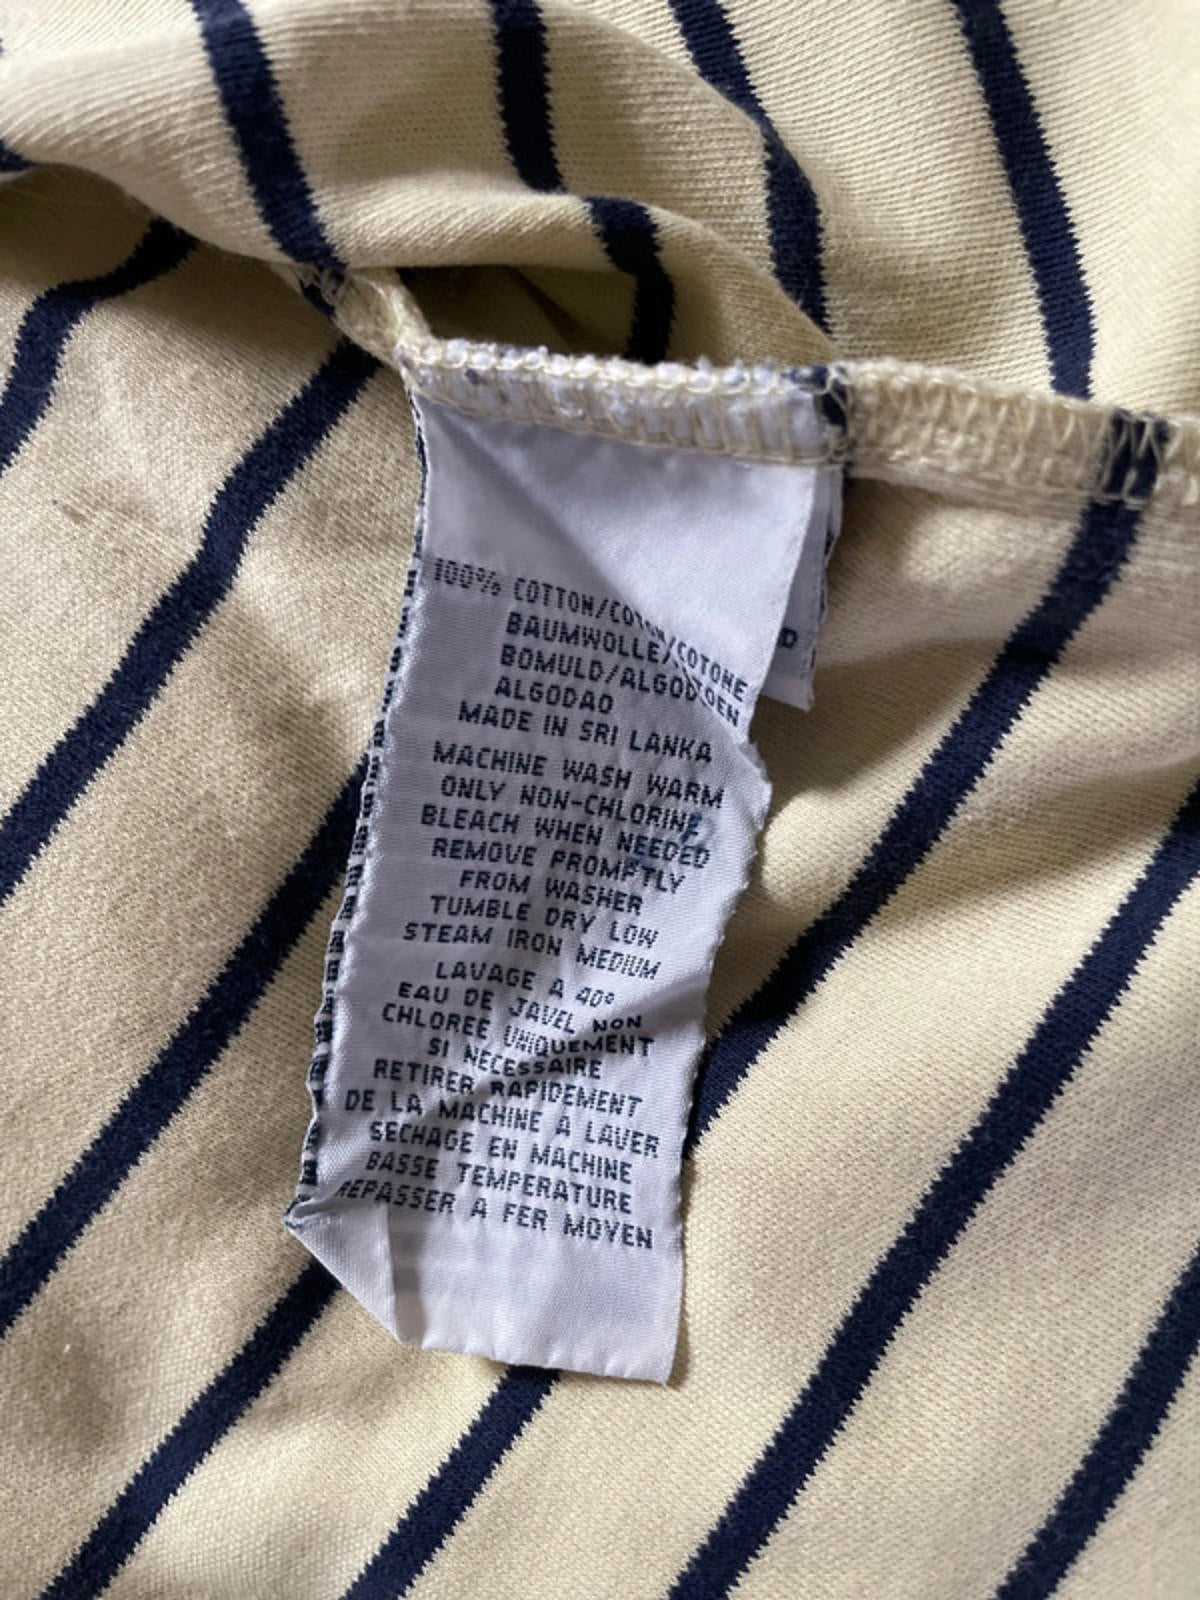 100% COTTON/COTON/COTONE
BAUMWOLLE/
BOMULD/ALGODOEN
ALGODAO
MADE IN SRI LANKA
MACHINE WASH WARM
ONLY NON-CHLORINE
BLEACH WHEN NEEDED
REMOVE PROMPTLY
FROM WASHER
TUMBLE DRY LOW
STEAM IRON MEDIUM
LAVAGE A 40°
EAU DE JAVEL NON
CHLOREE UNIQUEMENT
SI NECESSAIRE
RETIRER RAPIDEMENT
DE LA MACHINE A LAVER
SECHAGE EN MACHINE
BASSE TEMPERATURE
REPASSER A FER MOYEN